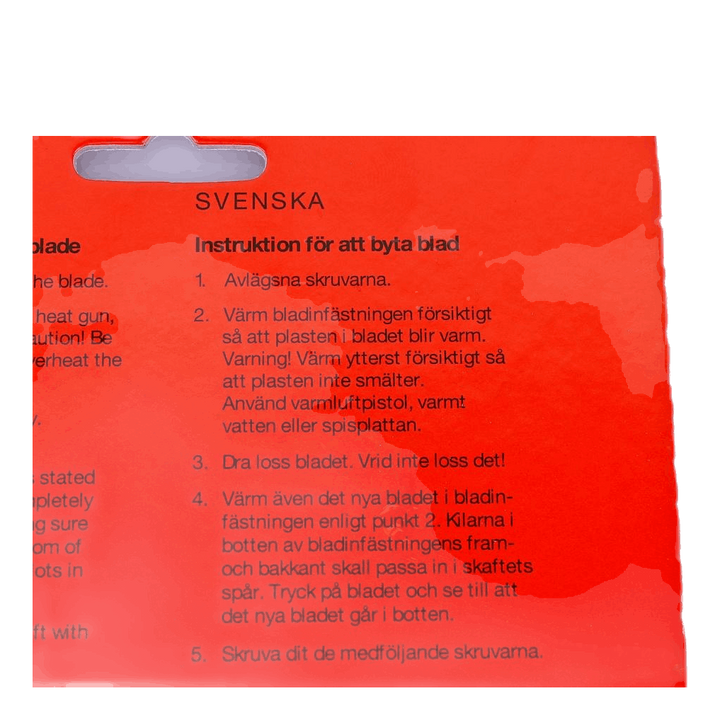 SVENSKA
Instruktion för att byta blad
1. Avlägsna skruvarna.
2. Värm bladinfästningen försiktigt
så att plasten i bladet blir varm.
Varning! Värm ytterst försiktigt så
att plasten inte smälter.
Använd varmluftpistol, varmt
vatten eller spisplattan.
3. Dra loss bladet. Vrid inte loss det!
4. Värm även det nya bladet i bladin-
fästningen enligt punkt 2. Kilarna i
botten av bladinfästningens fram-
och bakkant skall passa in i skaftets
spår. Tryck på bladet och se till att
det nya bladet går i botten.
5. Skruva dit de medföljande skruvarna.
blade
he blade.
heat gun,
aution! Be
verheat the
y.
s stated
mpletely
ng sure
om of
lots in
ft with